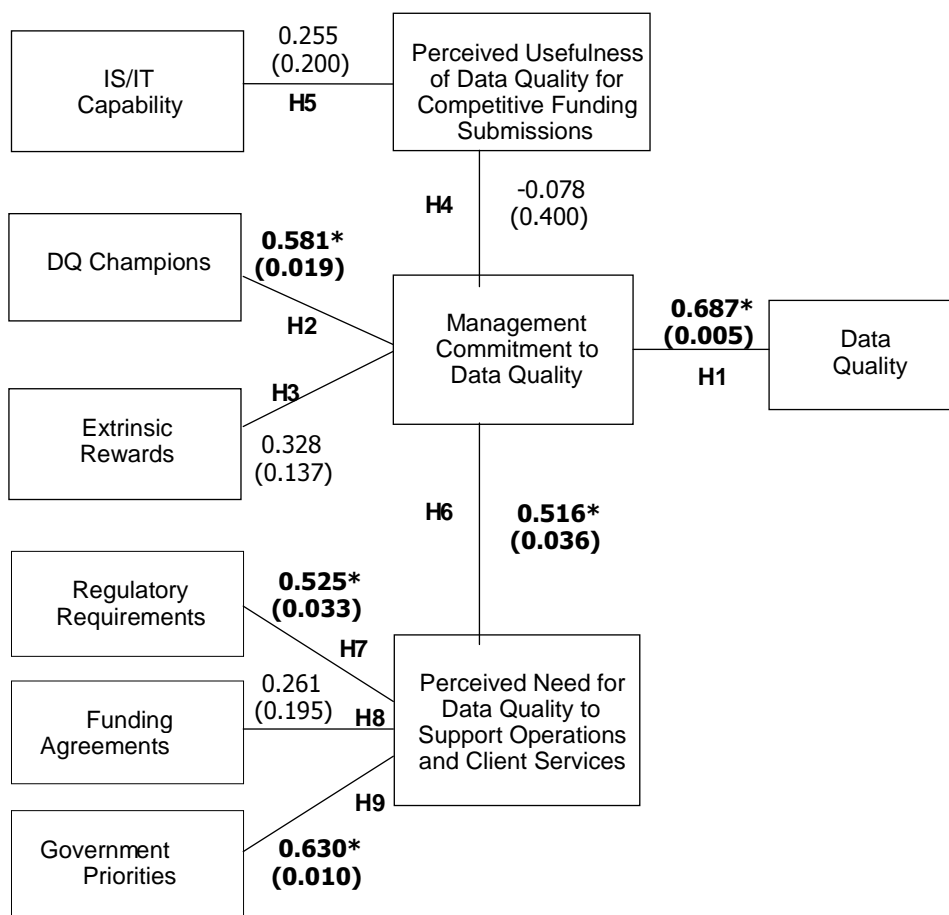 IS/IT
Capability
0.255
(0.200)
H5
Perceived Usefulness
of Data Quality for
Competitive Funding
Submissions
H4
-0.078
(0.400)
DQ Champions
0.581*
(0.019)
H2
Management
Commitment to
Data Quality
0.687*
(0.005)
H1
Data
Quality
Extrinsic
Rewards
H3
0.328
(0.137)
H6
0.516*
(0.036)
Regulatory
Requirements
0.525*
(0.033)
H7
Funding
Agreements
0.261
(0.195)
H8
Perceived Need for
Data Quality to
Support Operations
and Client Services
Government
Priorities
H9
0.630*
(0.010)